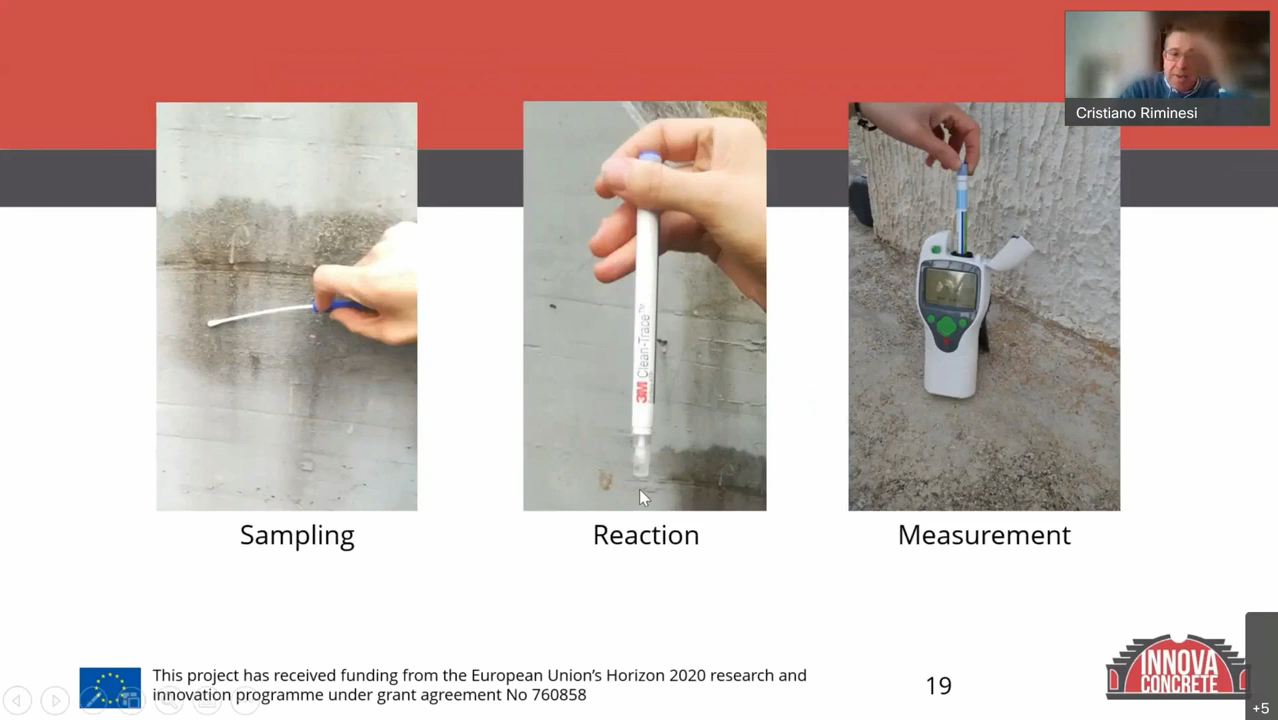 Cristiano Riminesi
3M Clean-Trace™
Sampling
Reaction
Measurement
This project has received funding from the European Union's Horizon 2020 research and
innovation programme under grant agreement No 760858
19
INNOVA
CONCRETE
+5